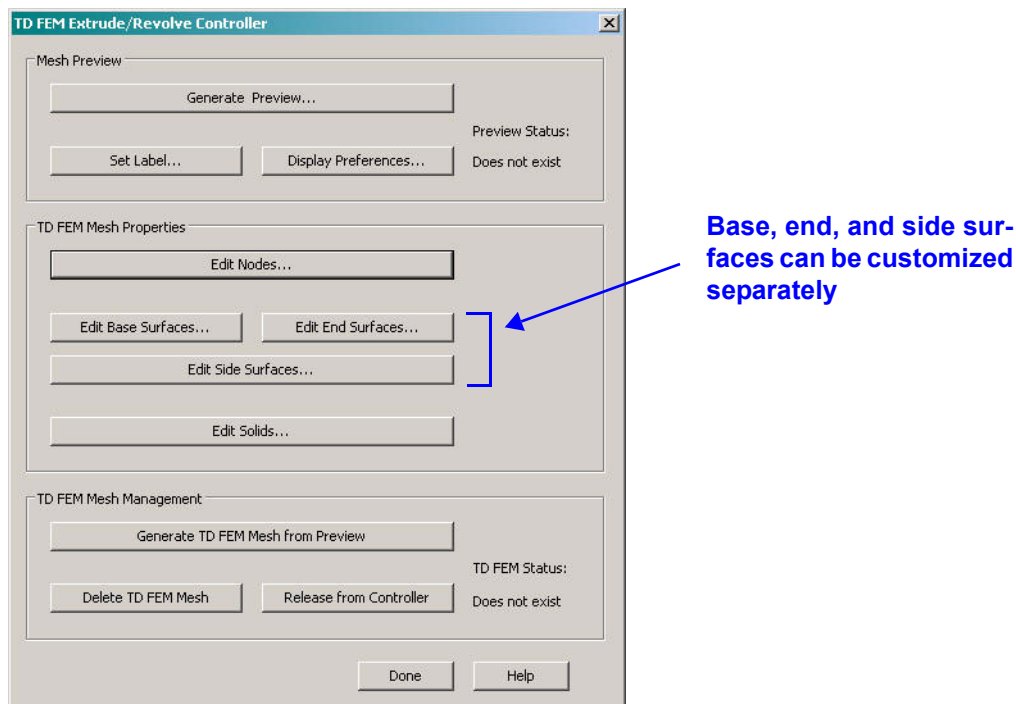 TD FEM Extrude/Revolve Controller
Mesh Preview
Generate Preview...
Preview Status:
Set Label...
Display Preferences...
Does not exist
TD FEM Mesh Properties
Edit Nodes...
Edit Base Surfaces...
Edit End Surfaces...
Edit Side Surfaces...
Edit Solids...
Base, end, and side sur-
faces can be customized
separately
TD FEM Mesh Management
Generate TD FEM Mesh from Preview
TD FEM Status:
Delete TD FEM Mesh
Release from Controller
Does not exist
Done
Help